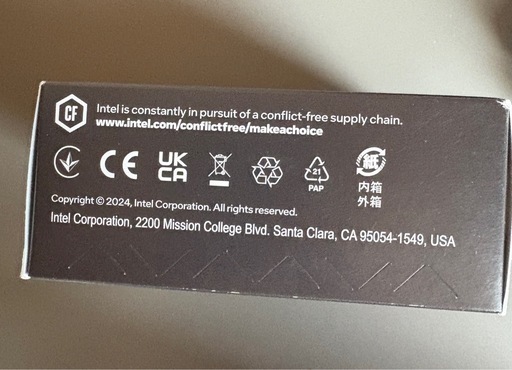 CF
Intel is constantly in pursuit of a conflict-free supply chain.
www.intel.com/conflictfree/makeachoice
CE UK CA 21 PAP 紙
内箱
外箱
Copyright © 2024, Intel Corporation. All rights reserved.
Intel Corporation, 2200 Mission College Blvd. Santa Clara, CA 95054-1549, USA